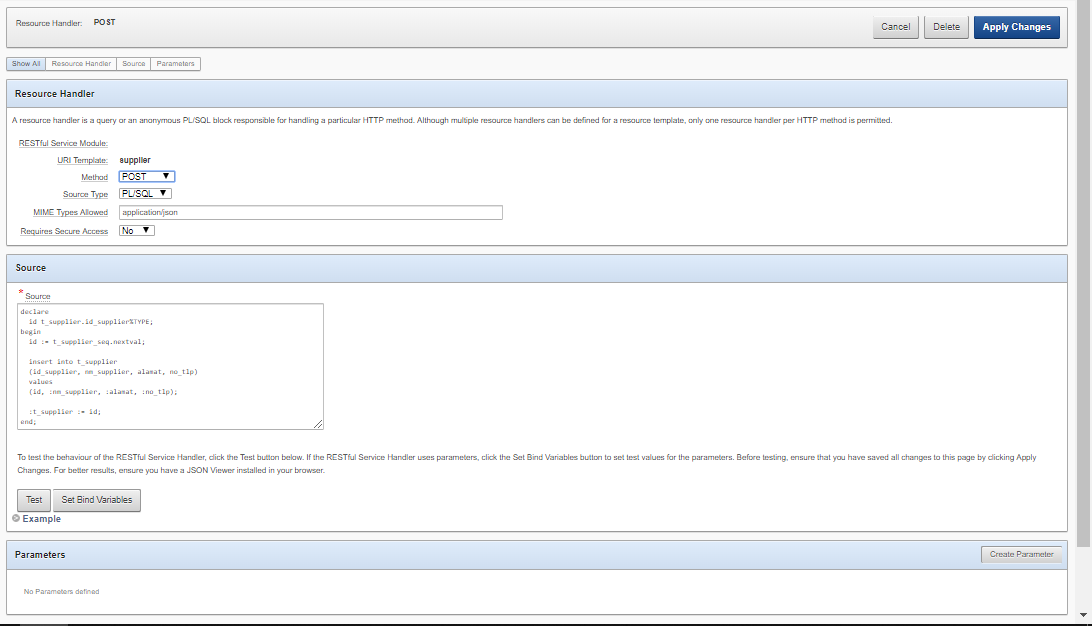 Resource Handler: POST
Cancel Delete Apply Changes
Show All Resource Handler Source Parameters
Resource Handler
A resource handler is a query or an anonymous PL/SQL block responsible for handling a particular HTTP method. Although multiple resource handlers can be defined for a resource template, only one resource handler per HTTP method is permitted.
RESTful Service Module:
URI Template: supplier
Method POST
Source Type PL/SQL
MIME Types Allowed application/json
Requires Secure Access No
Source
* Source
declare
id t_supplier.id_supplier%TYPE;
begin
id := t_supplier_seq.nextval;
insert into t_supplier
(id_supplier, nm_supplier, alamat, no_tlp)
values
(id, :nm_supplier, :alamat, :no_tlp);
:t_supplier := id;
end;
To test the behaviour of the RESTful Service Handler, click the Test button below. If the RESTful Service Handler uses parameters, click the Set Bind Variables button to set test values for the parameters. Before testing, ensure that you have saved all changes to this page by clicking Apply
Changes. For better results, ensure you have a JSON Viewer installed in your browser.
Test Set Bind Variables
Example
Parameters Create Parameter
No Parameters defined